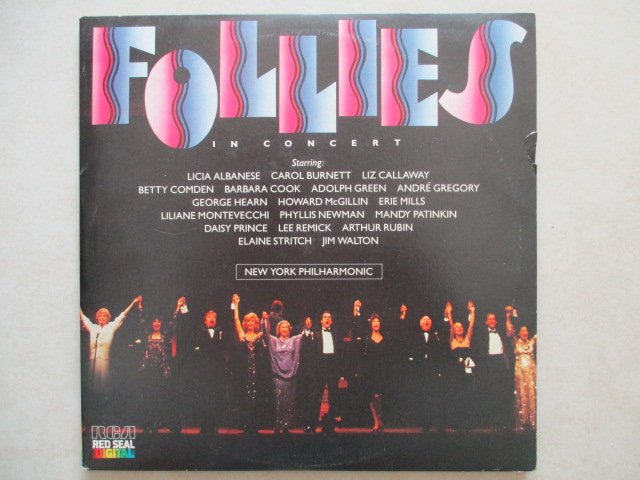 FOLLIES
IN CONCERT
Starring:
LICIA ALBANESE CAROL BURNETT LIZ CALLAWAY
BETTY COMDEN BARBARA COOK ADOLPH GREEN ANDRÉ GREGORY
GEORGE HEARN HOWARD McGILLIN ERIE MILLS
LILIANE MONTEVECCHI PHYLLIS NEWMAN MANDY PATINKIN
DAISY PRINCE LEE REMICK ARTHUR RUBIN
ELAINE STRITCH JIM WALTON
NEW YORK PHILHARMONIC
RCA
RED SEAL
DIGITAL